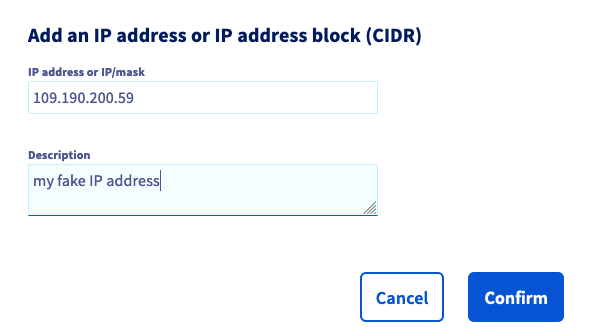 Add an IP address or IP address block (CIDR)
IP address or IP/mask
109.190.200.59
Description
my fake IP address
Cancel
Confirm